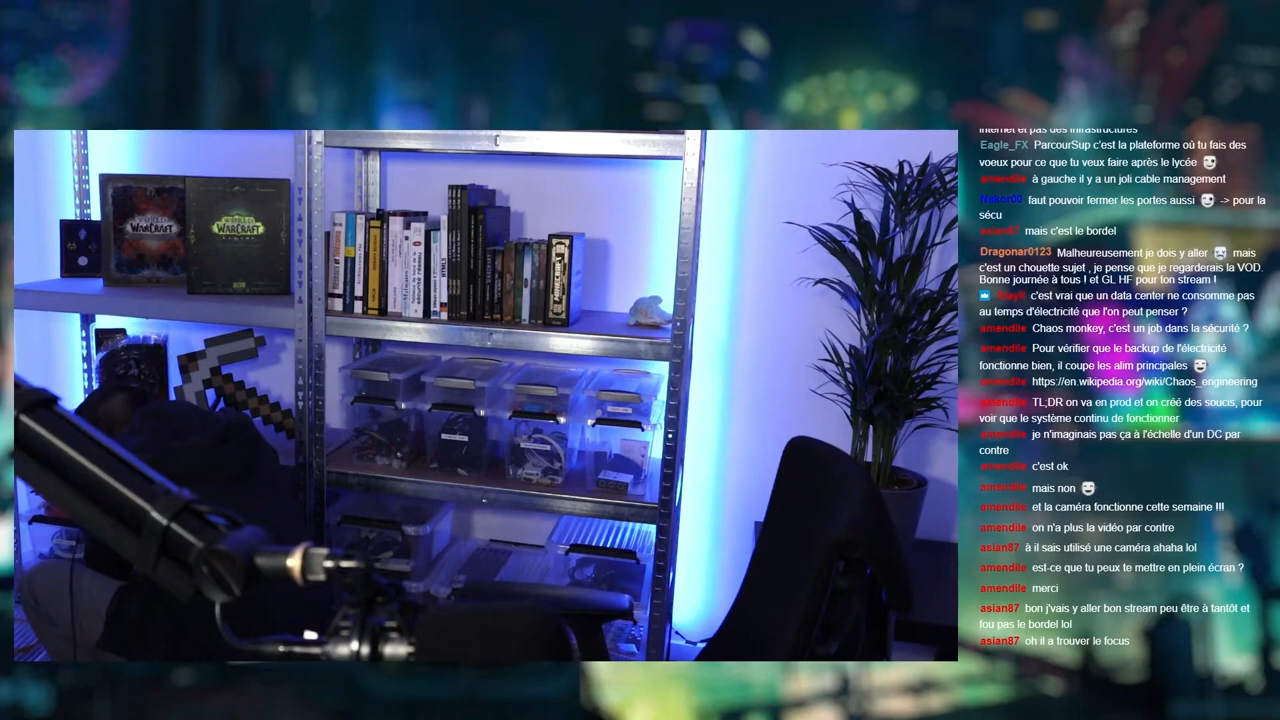 WARCRAFT
WARCRAFT
LEGION
HTML5
WARCRAFT
MINECRAFT
internet et pas des infrastructures
Eagle_FX ParcourSup c'est la plateforme où tu fais des
voeux pour ce que tu veux faire après le lycée
amendile à gauche il y a un joli cable management
Nakor00 faut pouvoir fermer les portes aussi -> pour la
sécu
asian87 mais c'est le bordel
Dragonar0123 Malheureusement je dois y aller mais
c'est un chouette sujet , je pense que je regarderais la VOD.
Bonne journée à tous ! et GL HF pour ton stream !
c'est vrai que un data center ne consomme pas
au temps d'électricité que l'on peut penser ?
amendile Chaos monkey, c'est un job dans la sécurité ?
amendile Pour vérifier que le backup de l'électricité
fonctionne bien, il coupe les alim principales
amendile https://en.wikipedia.org/wiki/Chaos_engineering
amendile TL;DR on va en prod et on créé des soucis, pour
voir que le système continu de fonctionner
amendile je n'imaginais pas ça à l'échelle d'un DC par
contre
amendile c'est ok
amendile mais non
amendile et la caméra fonctionne cette semaine !!!
amendile on n'a plus la vidéo par contre
asian87 à il sais utilisé une caméra ahaha lol
amendile est-ce que tu peux te mettre en plein écran ?
amendile merci
asian87 bon j'vais y aller bon stream peu être à tantôt et
fou pas le bordel lol
asian87 oh il a trouver le focus